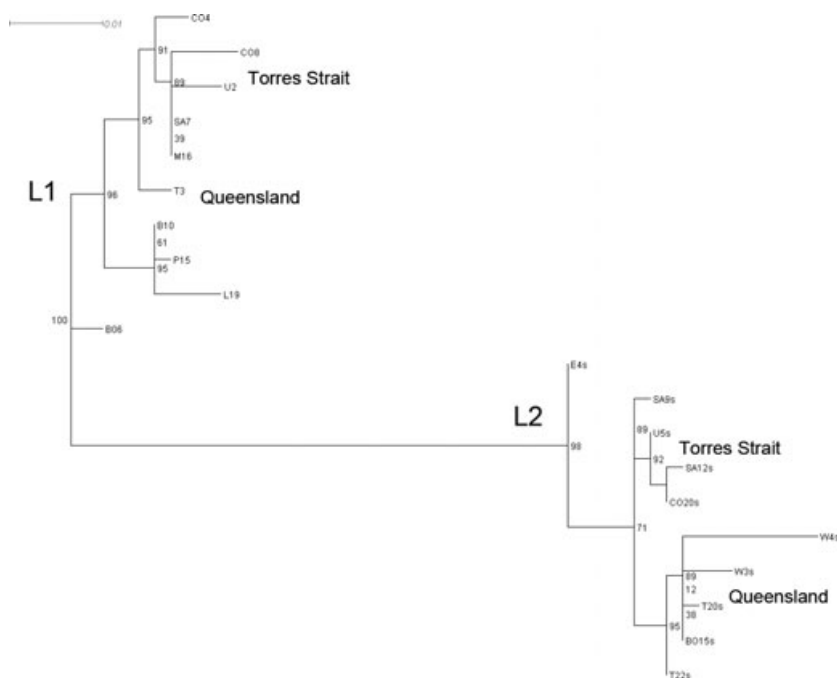 0.01
CO4
91
CO8
89
Torres Strait
U2
SA7
95
39
M16
L1
96
T3
Queensland
B10
61
P15
95
L19
100
B06
E4s
SA9s
L2
89
U5s
98
92
Torres Strait
SA12s
CO20s
71
W4s
W3s
89
12
Queensland
T20s
38
95
BO15s
T22s